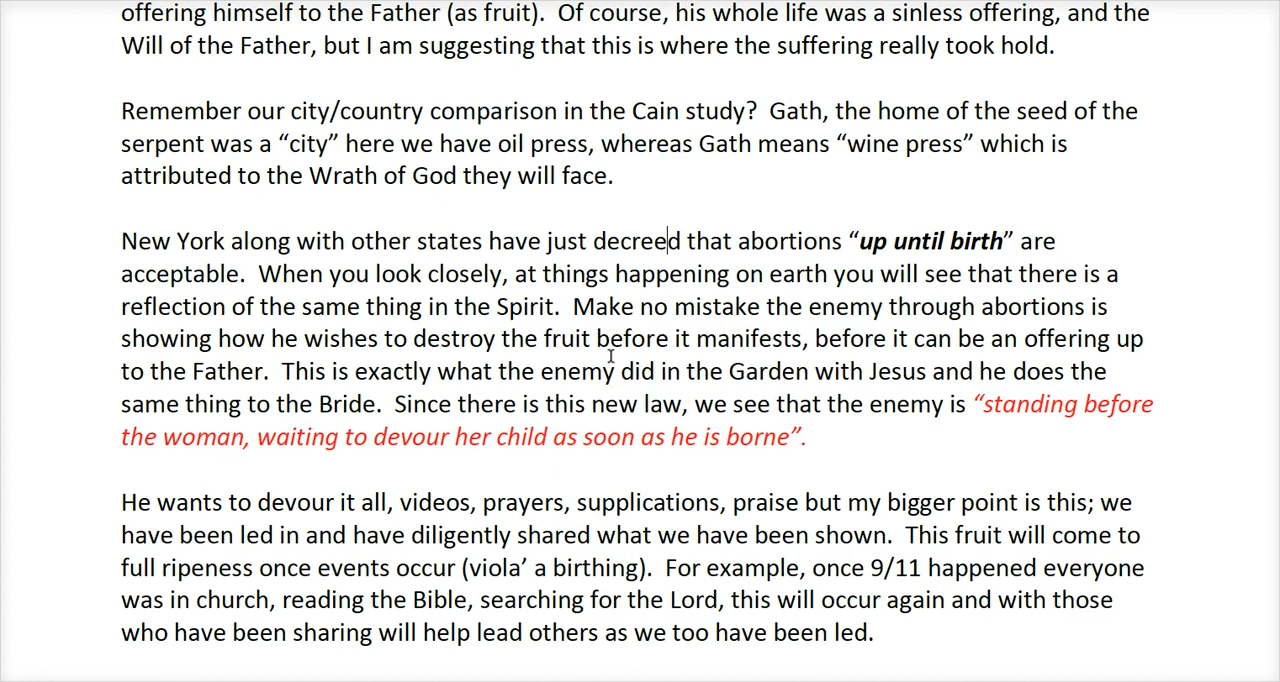 offering himself to the Father (as fruit).  Of course, his whole life was a sinless offering, and the
Will of the Father, but I am suggesting that this is where the suffering really took hold.
Remember our city/country comparison in the Cain study?  Gath, the home of the seed of the
serpent was a “city” here we have oil press, whereas Gath means “wine press” which is
attributed to the Wrath of God they will face.
New York along with other states have just decreed that abortions “up until birth” are
acceptable.  When you look closely, at things happening on earth you will see that there is a
reflection of the same thing in the Spirit.  Make no mistake the enemy through abortions is
showing how he wishes to destroy the fruit before it manifests, before it can be an offering up
to the Father.  This is exactly what the enemy did in the Garden with Jesus and he does the
same thing to the Bride.  Since there is this new law, we see that the enemy is “standing before
the woman, waiting to devour her child as soon as he is borne”.
He wants to devour it all, videos, prayers, supplications, praise but my bigger point is this; we
have been led in and have diligently shared what we have been shown.  This fruit will come to
full ripeness once events occur (viola’ a birthing).  For example, once 9/11 happened everyone
was in church, reading the Bible, searching for the Lord, this will occur again and with those
who have been sharing will help lead others as we too have been led.